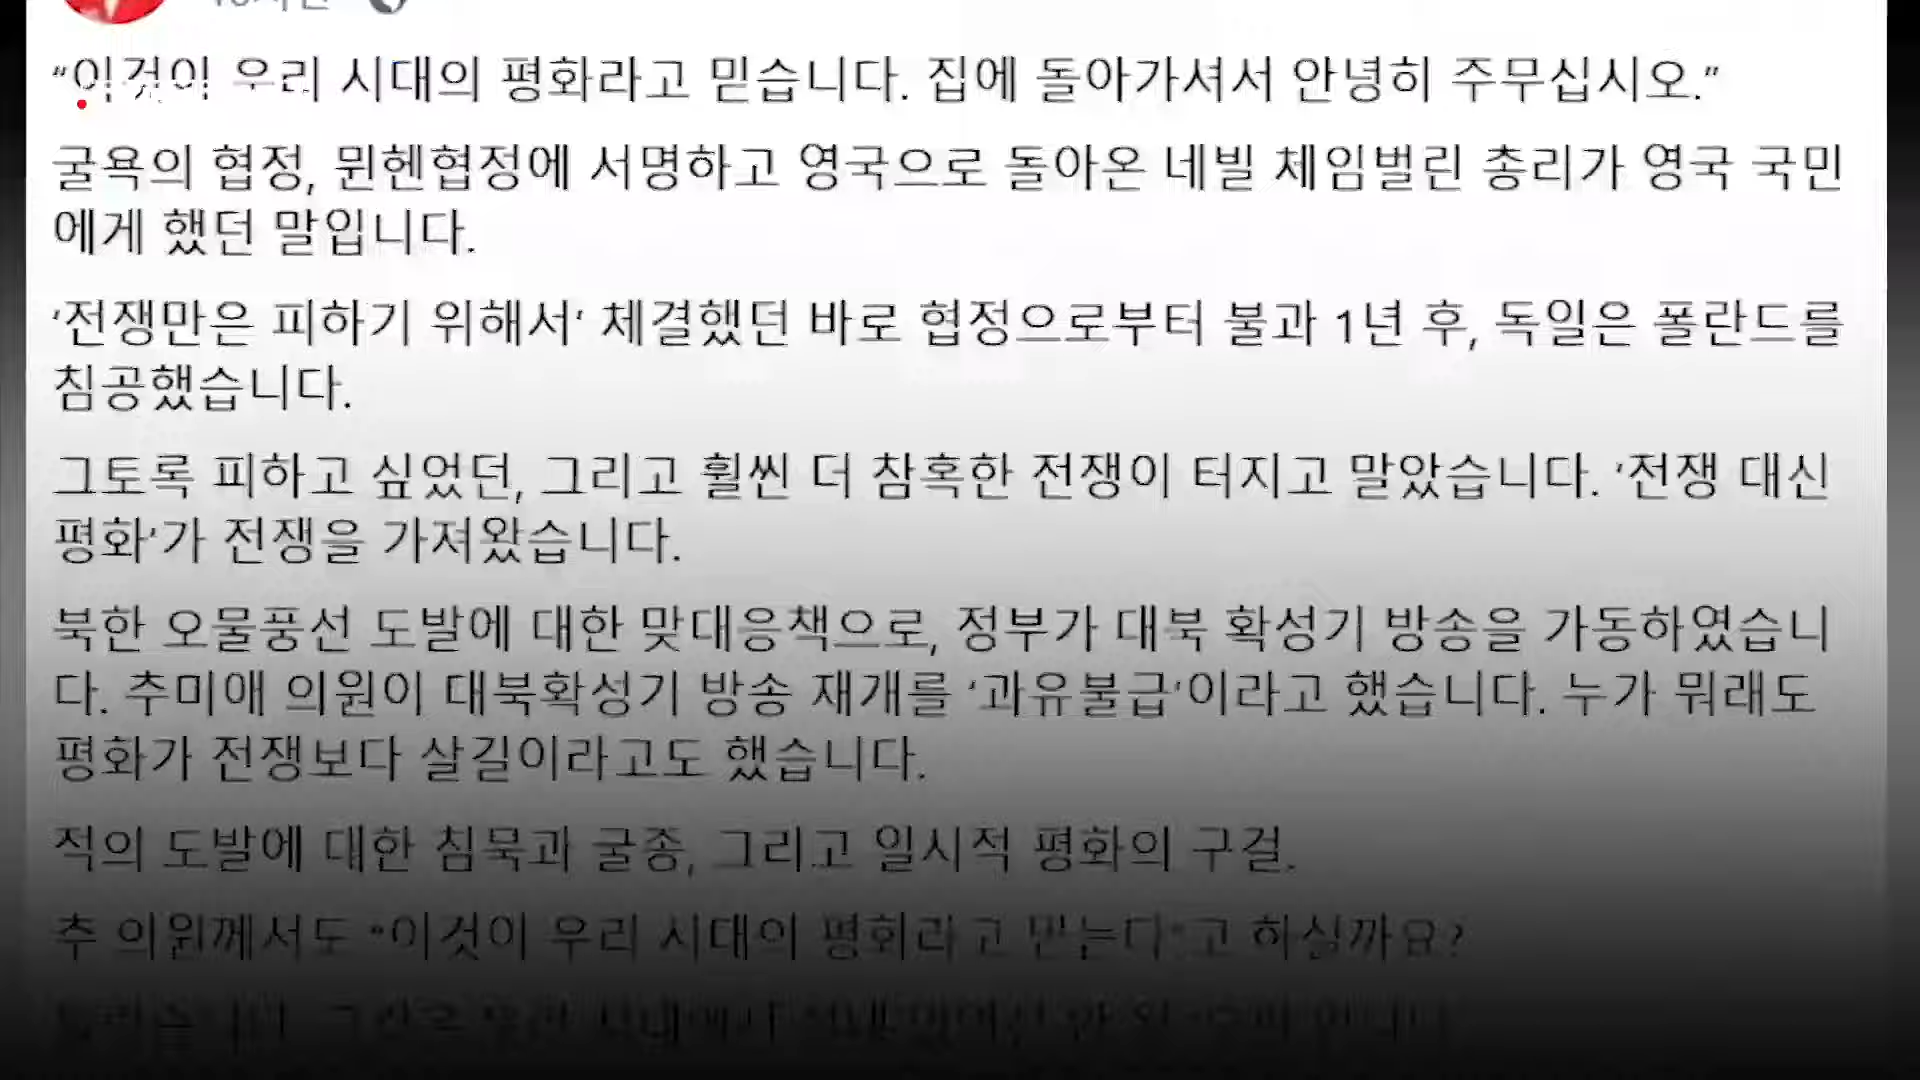 “이것이 우리 시대의 평화라고 믿습니다. 집에 돌아가셔서 안녕히 주무십시오.”
굴욕의 협정, 뮌헨협정에 서명하고 영국으로 돌아온 네빌 체임벌린 총리가 영국 국민
에게 했던 말입니다.
‘전쟁만은 피하기 위해서’ 체결했던 바로 협정으로부터 불과 1년 후, 독일은 폴란드를
침공했습니다.
그토록 피하고 싶었던, 그리고 훨씬 더 참혹한 전쟁이 터지고 말았습니다. ‘전쟁 대신
평화’가 전쟁을 가져왔습니다.
북한 오물풍선 도발에 대한 맞대응책으로, 정부가 대북 확성기 방송을 가동하였습니
다. 추미애 의원이 대북확성기 방송 재개를 ‘과유불급’이라고 했습니다. 누가 뭐래도
평화가 전쟁보다 살길이라고도 했습니다.
적의 도발에 대한 침묵과 굴종, 그리고 일시적 평화의 구걸.
추 의원께서도 “이것이 우리 시대의 평화라고 믿는다”고 하실까요?